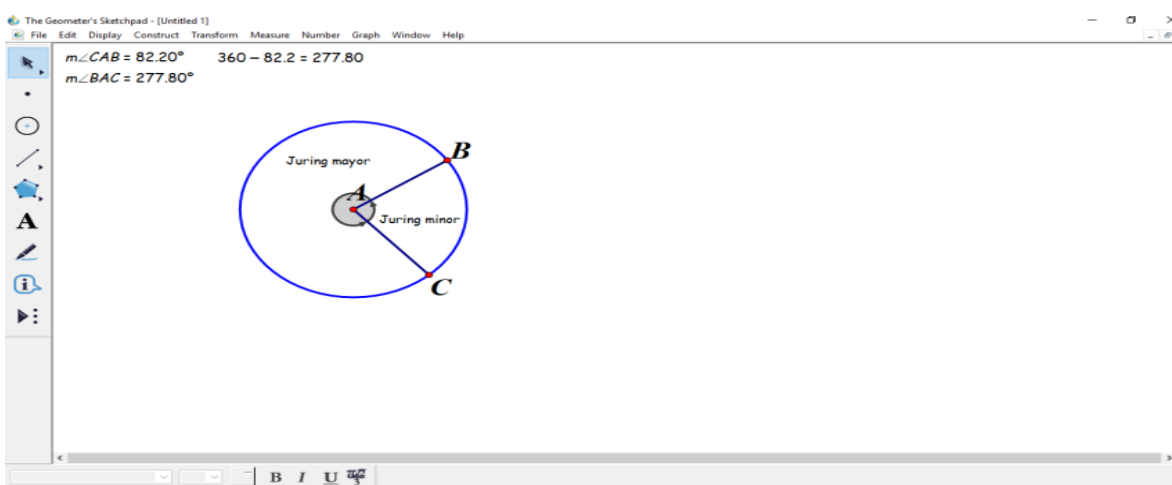 The Geometer's Sketchpad - [Untitled 1]
File Edit Display Construct Transform Measure Number Graph Window Help
m∠CAB = 82.20° 360 – 82.2 = 277.80
m∠BAC = 277.80°
B
Juring mayor
A
Juring minor
C
A
B I U